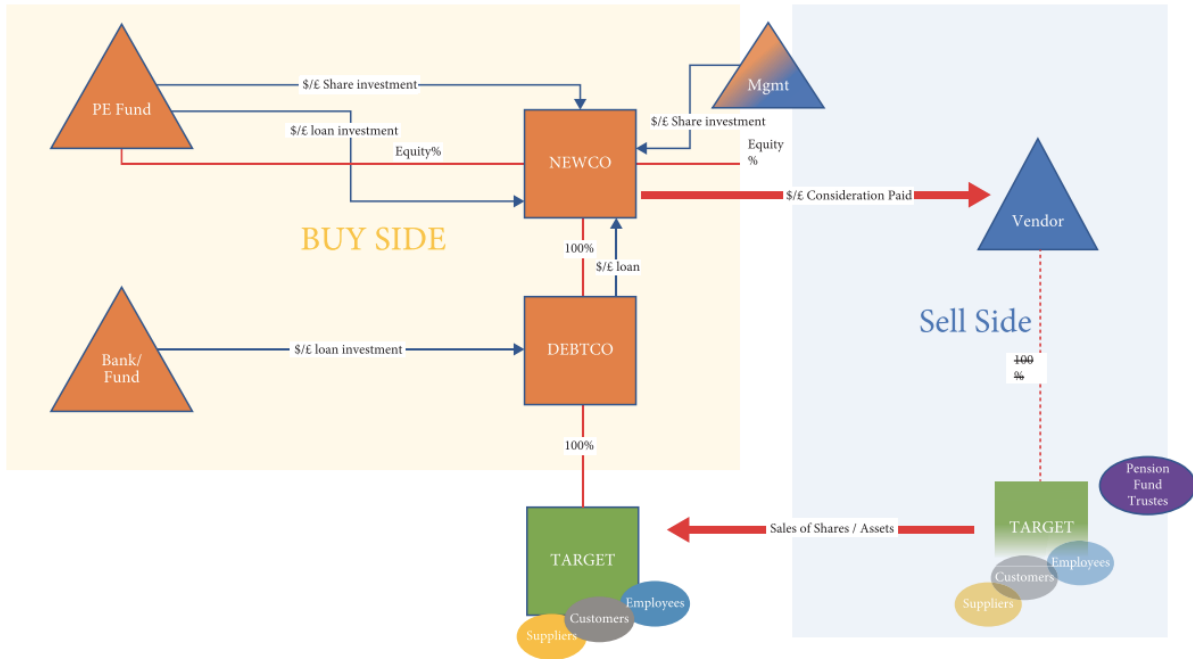 $/£ Share investment
PE Fund
Mgmt
$/£ Share investment
$/£ loan investment
Equity%
NEWCO
Equity
%
$/£ Consideration Paid
Vendor
BUY SIDE
100%
$/£ loan
Sell Side
Bank/
Fund
$/£ loan investment
DEBTCO
100
%
100%
Pension
Fund
Trustes
TARGET
Sales of Shares / Assets
TARGET
Employees
Customers
Suppliers
Employees
Customers
Suppliers